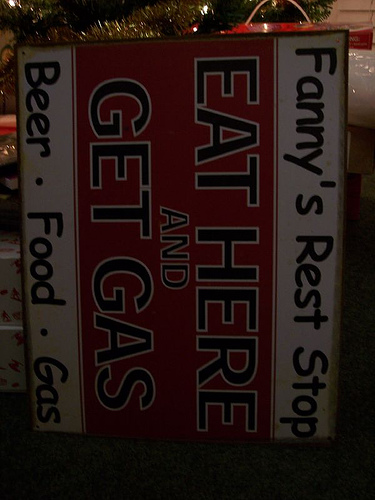 Fanny's Rest Stop
EAT HERE
AND
GET GAS
Beer · Food · Gas